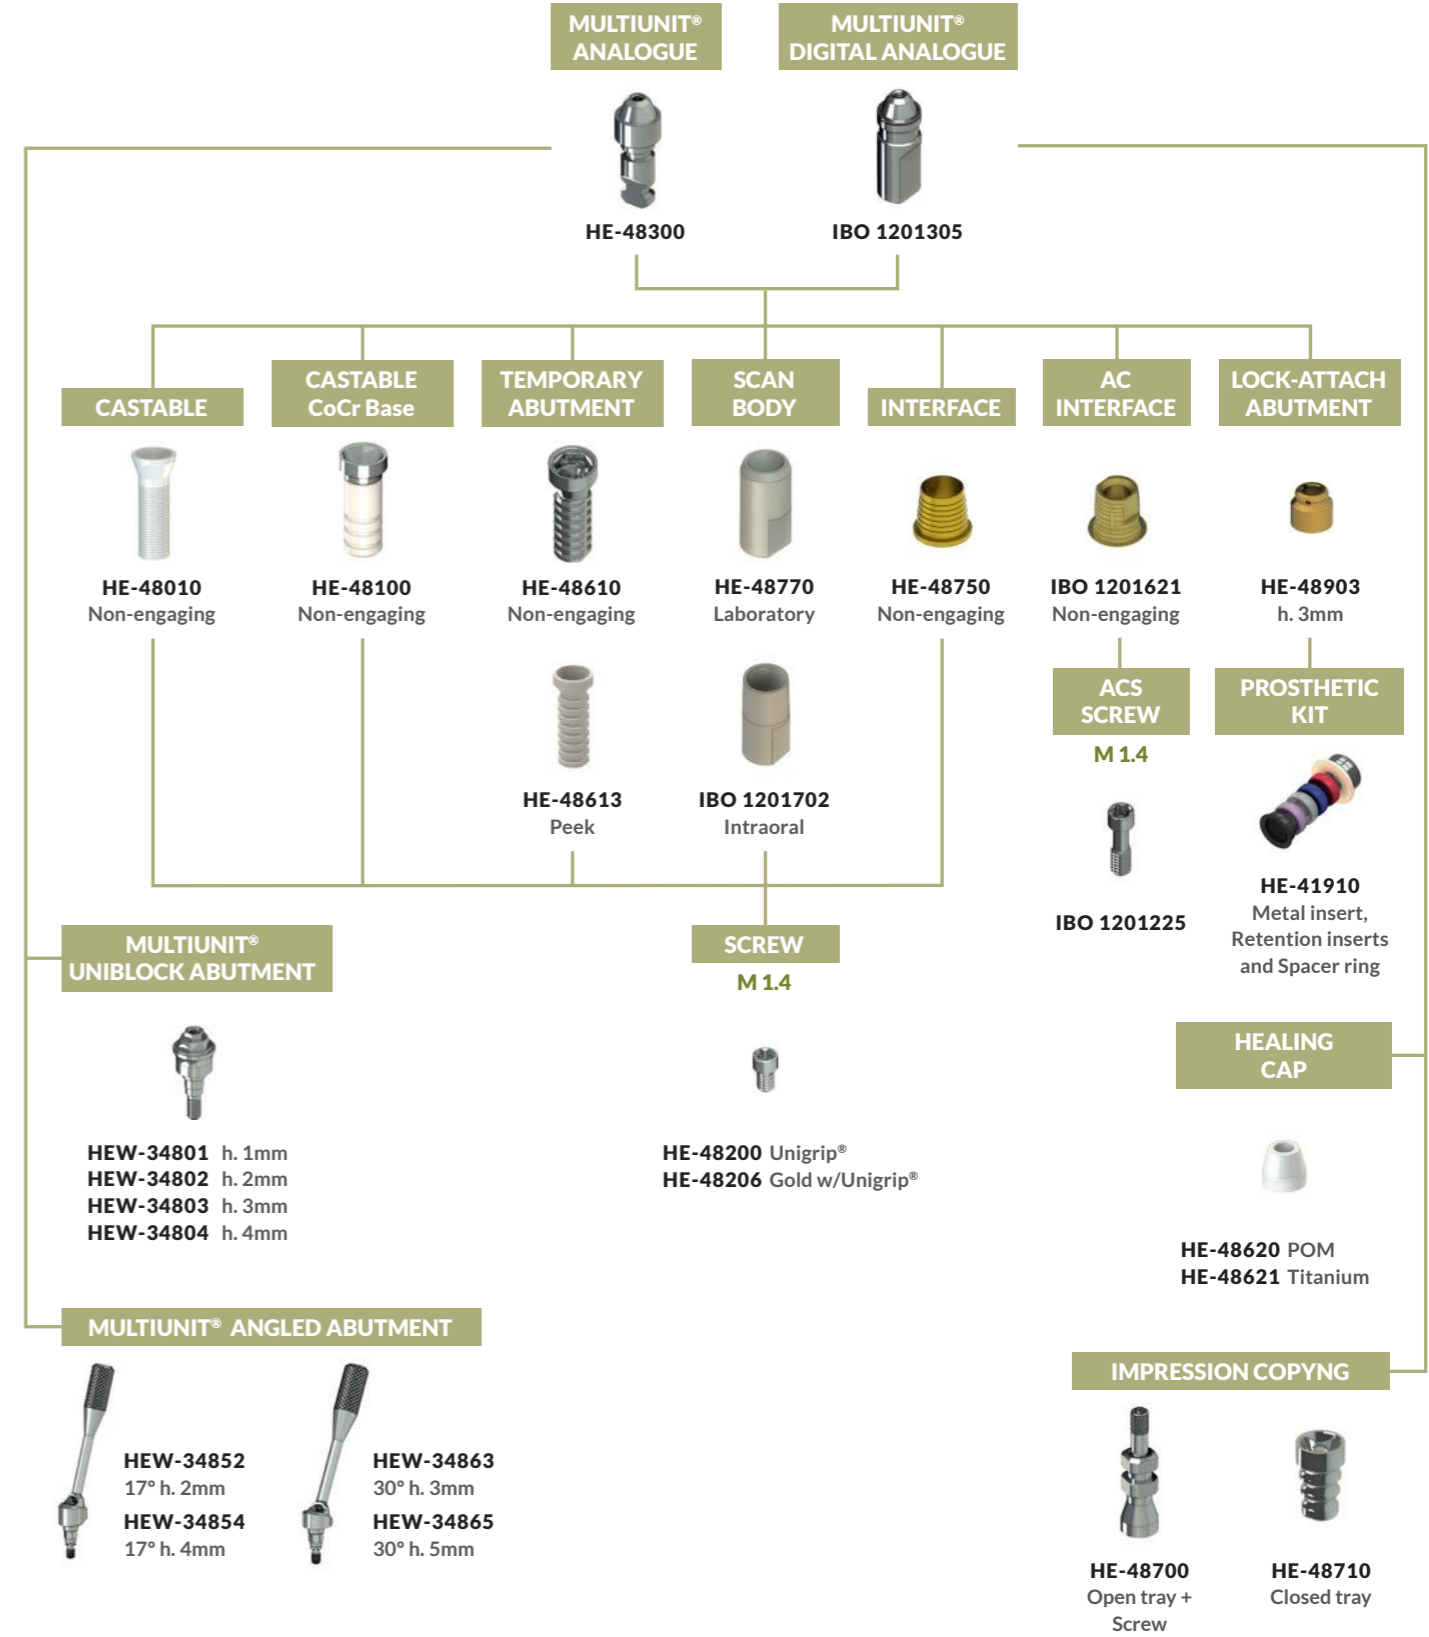 MULTIUNIT®
ANALOGUE
MULTIUNIT®
DIGITAL ANALOGUE
HE-48300
IBO 1201305
CASTABLE
CASTABLE
CoCr Base
TEMPORARY
ABUTMENT
SCAN
BODY
INTERFACE
AC
INTERFACE
LOCK-ATTACH
ABUTMENT
HE-48010
Non-engaging
HE-48100
Non-engaging
HE-48610
Non-engaging
HE-48770
Laboratory
HE-48750
Non-engaging
IBO 1201621
Non-engaging
HE-48903
h. 3mm
HE-48613
Peek
IBO 1201702
Intraoral
ACS
SCREW
M 1.4
IBO 1201225
PROSTHETIC
KIT
HE-41910
Metal insert,
Retention inserts
and Spacer ring
MULTIUNIT®
UNIBLOCK ABUTMENT
HEW-34801 h. 1mm
HEW-34802 h. 2mm
HEW-34803 h. 3mm
HEW-34804 h. 4mm
SCREW
M 1.4
HE-48200 Unigrip®
HE-48206 Gold w/Unigrip®
HEALING
CAP
HE-48620 POM
HE-48621 Titanium
MULTIUNIT® ANGLED ABUTMENT
HEW-34852
17° h. 2mm
HEW-34854
17° h. 4mm
HEW-34863
30° h. 3mm
HEW-34865
30° h. 5mm
IMPRESSION COPYNG
HE-48700
Open tray +
Screw
HE-48710
Closed tray